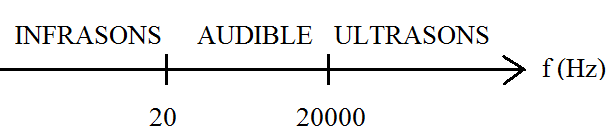 INFRASONS AUDIBLE ULTRASONS
f (Hz)
20 20000